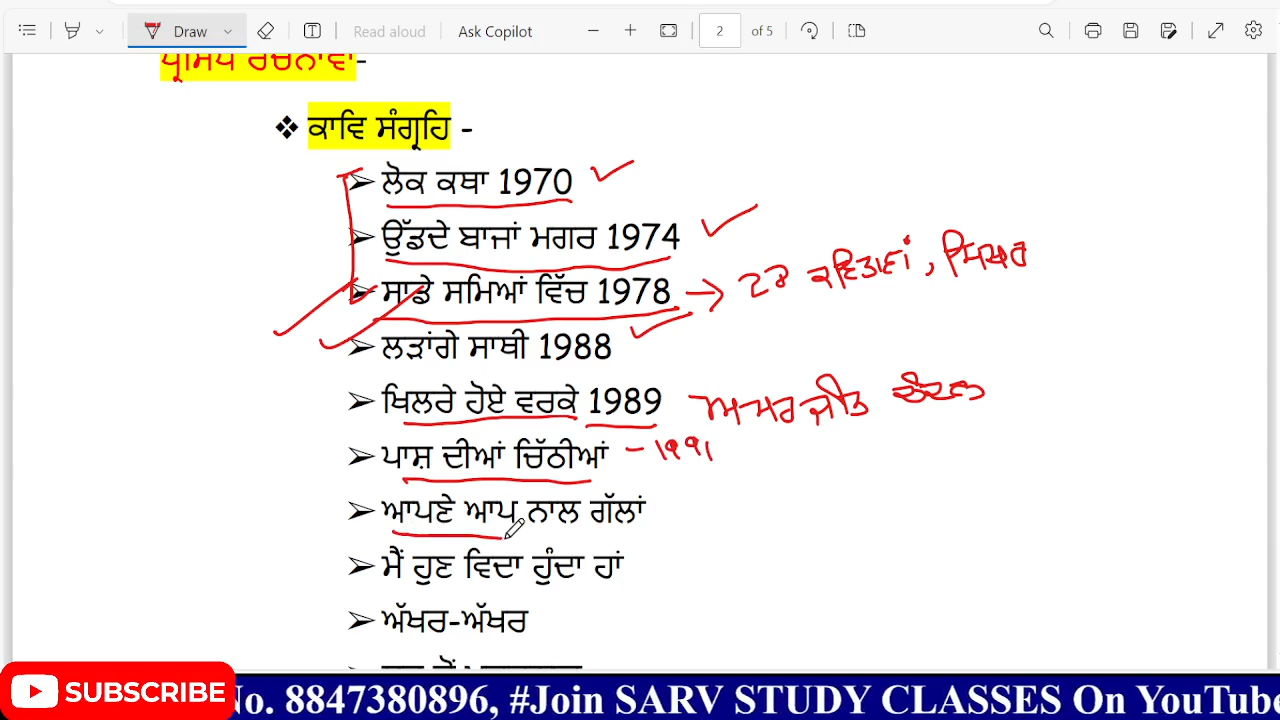 Draw
Read aloud
Ask Copilot
2
of 5
ਪ੍ਰਸਿੱਧ ਰਚਨਾਵਾਂ-
❖ ਕਾਵਿ ਸੰਗ੍ਰਹਿ -
➢ ਲੋਕ ਕਥਾ 1970
➢ ਉੱਡਦੇ ਬਾਜਾਂ ਮਗਰ 1974
➢ ਸਾਡੇ ਸਮਿਆਂ ਵਿੱਚ 1978 → ਕਵਿਤਾਵਾਂ,
➢ ਲੜਾਂਗੇ ਸਾਥੀ 1988
➢ ਖਿਲਰੇ ਹੋਏ ਵਰਕੇ 1989 ਅਮਰਜੀਤ ਚੰਦਨ
➢ ਪਾਸ਼ ਦੀਆਂ ਚਿੱਠੀਆਂ - 1991
➢ ਆਪਣੇ ਆਪ ਨਾਲ ਗੱਲਾਂ
➢ ਮੈਂ ਹੁਣ ਵਿਦਾ ਹੁੰਦਾ ਹਾਂ
➢ ਅੱਖਰ-ਅੱਖਰ
SUBSCRIBE No. 8847380896, #Join SARV STUDY CLASSES On YouTube